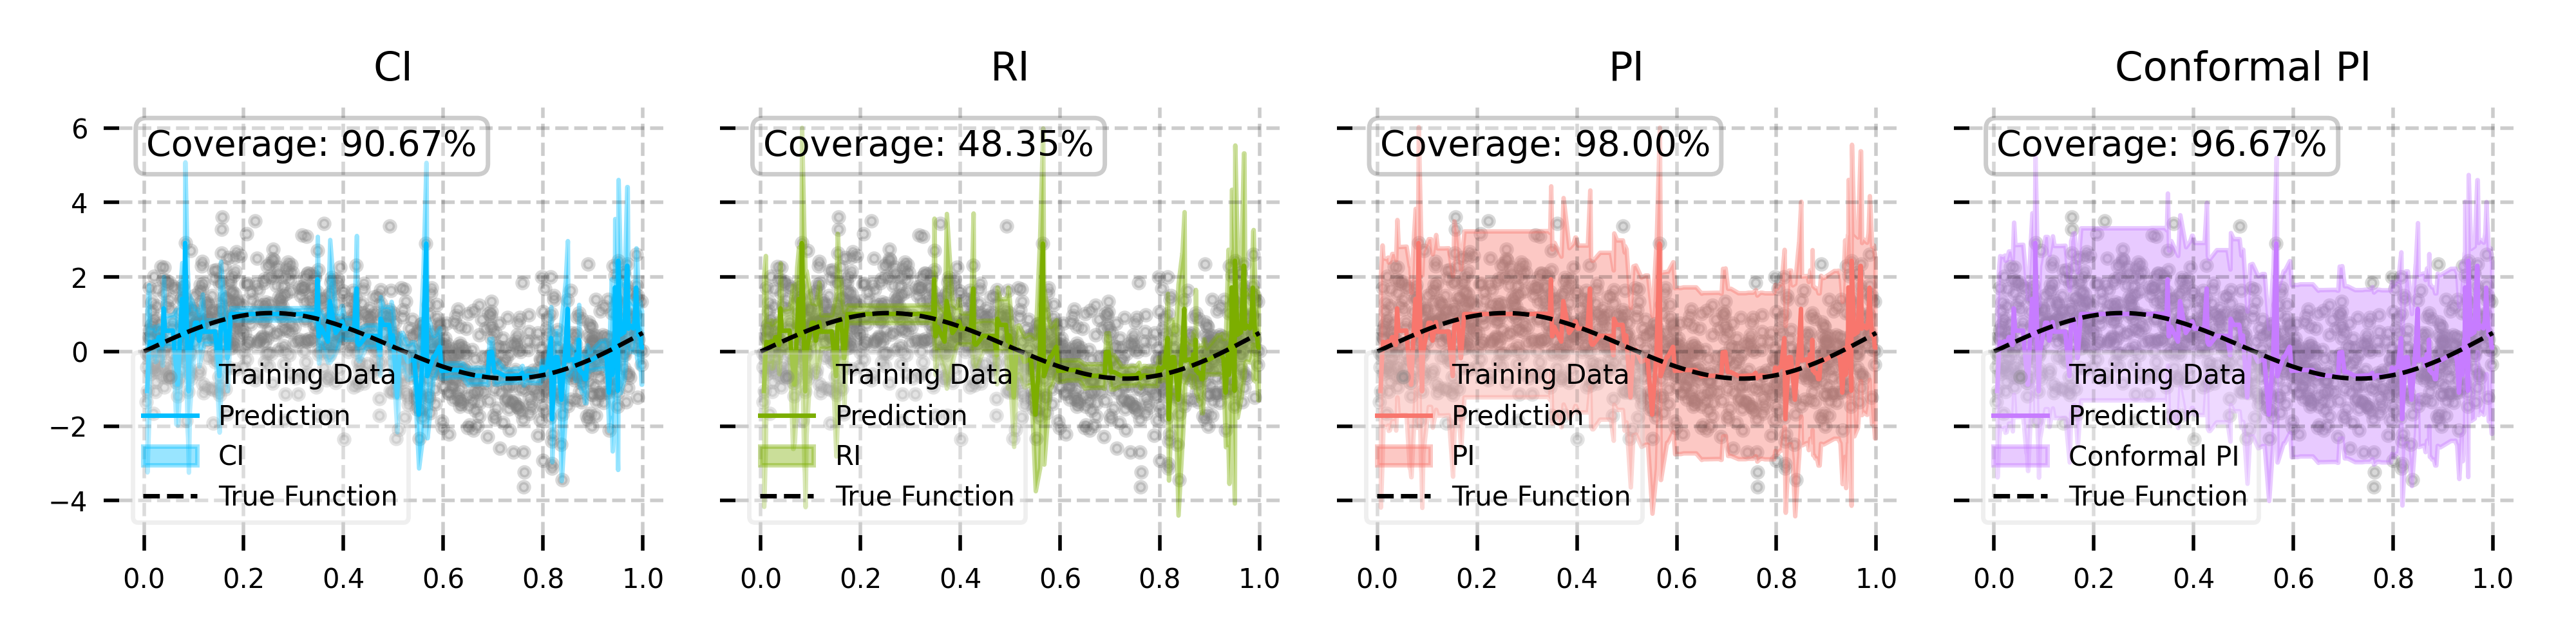 CI
Coverage: 90.67%
6
4
2
0
−2
−4
Training Data
Prediction
CI
True Function
0.0 0.2 0.4 0.6 0.8 1.0
RI
Coverage: 48.35%
Training Data
Prediction
RI
True Function
0.0 0.2 0.4 0.6 0.8 1.0
PI
Coverage: 98.00%
Training Data
Prediction
PI
True Function
0.0 0.2 0.4 0.6 0.8 1.0
Conformal PI
Coverage: 96.67%
Training Data
Prediction
Conformal PI
True Function
0.0 0.2 0.4 0.6 0.8 1.0